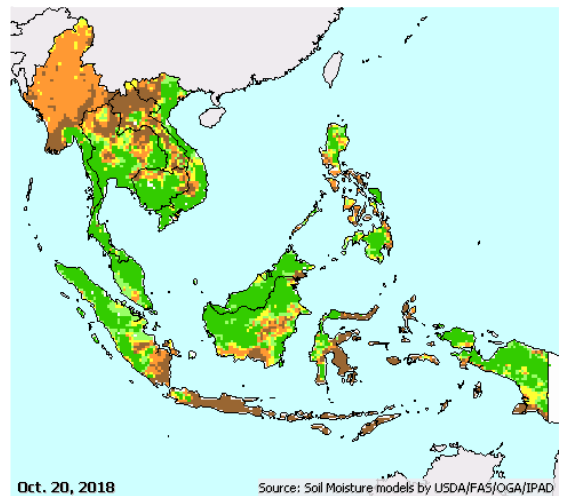 Oct. 20, 2018
Source: Soil Moisture models by USDA/FAS/OGA/IPAD